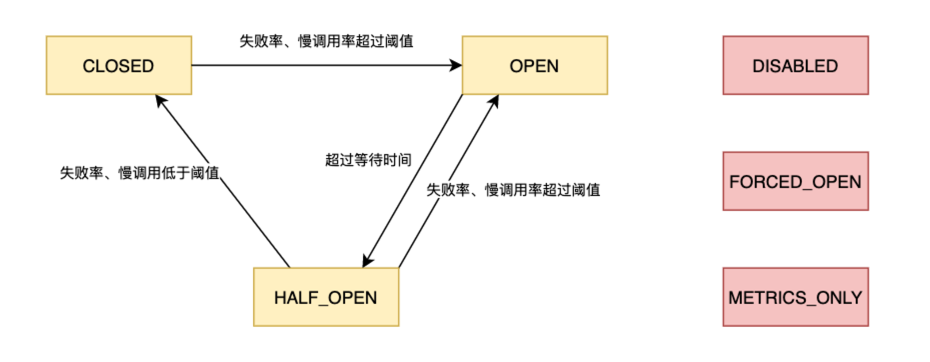 失败率、慢调用率超过阈值
CLOSED
OPEN
DISABLED
超过等待时间
失败率、慢调用低于阈值
失败率、慢调用率超过阈值
FORCED_OPEN
HALF_OPEN
METRICS_ONLY